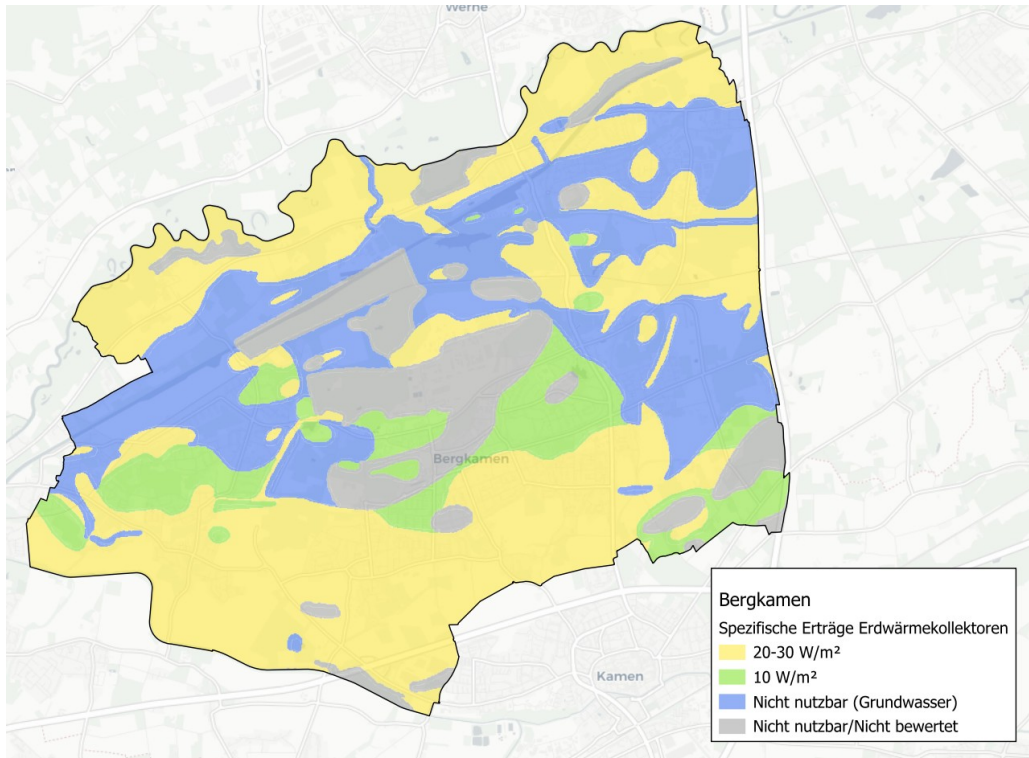 Werne
Bergkamen
Kamen
Bergkamen
Spezifische Erträge Erdwärmekollektoren
20-30 W/m²
10 W/m²
Nicht nutzbar (Grundwasser)
Nicht nutzbar/Nicht bewertet